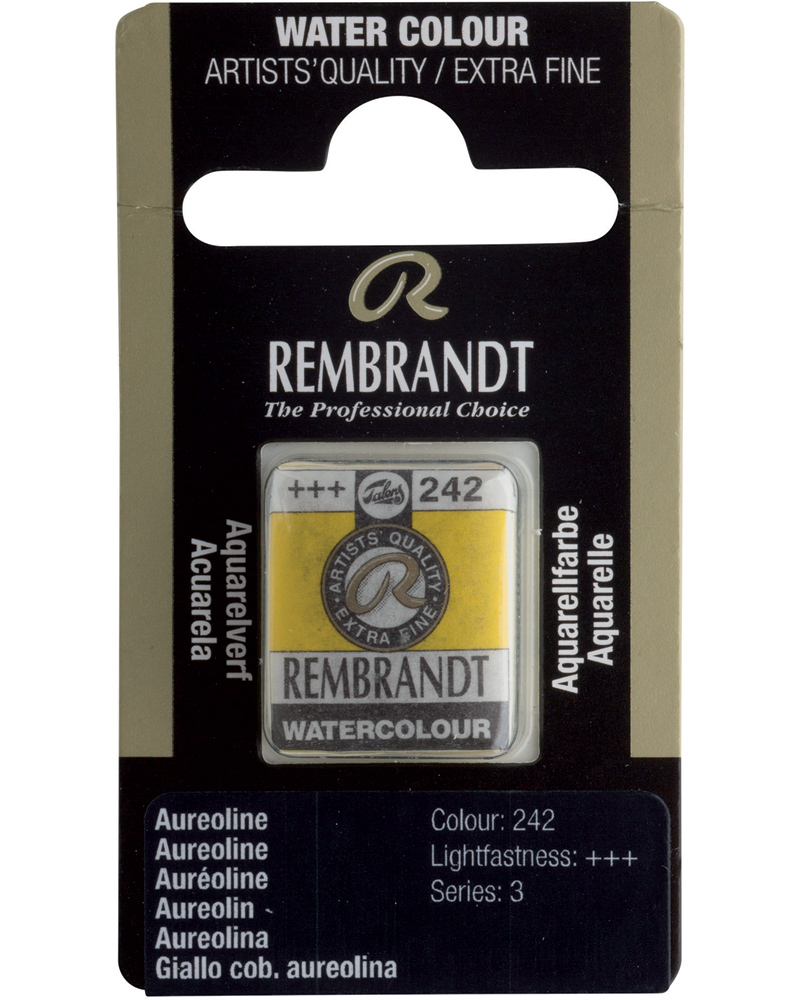 WATER COLOUR
ARTISTS' QUALITY / EXTRA FINE
R
REMBRANDT
The Professional Choice
+++ Talens 242
ARTISTS' QUALITY
R
EXTRA FINE
REMBRANDT
WATERCOLOUR
Aquarelverf
Acuarela
Aquarellfarbe
Aquarelle
Aureoline
Aureoline
Auréoline
Aureolin
Aureolina
Giallo cob. aureolina
Colour: 242
Lightfastness: +++
Series: 3